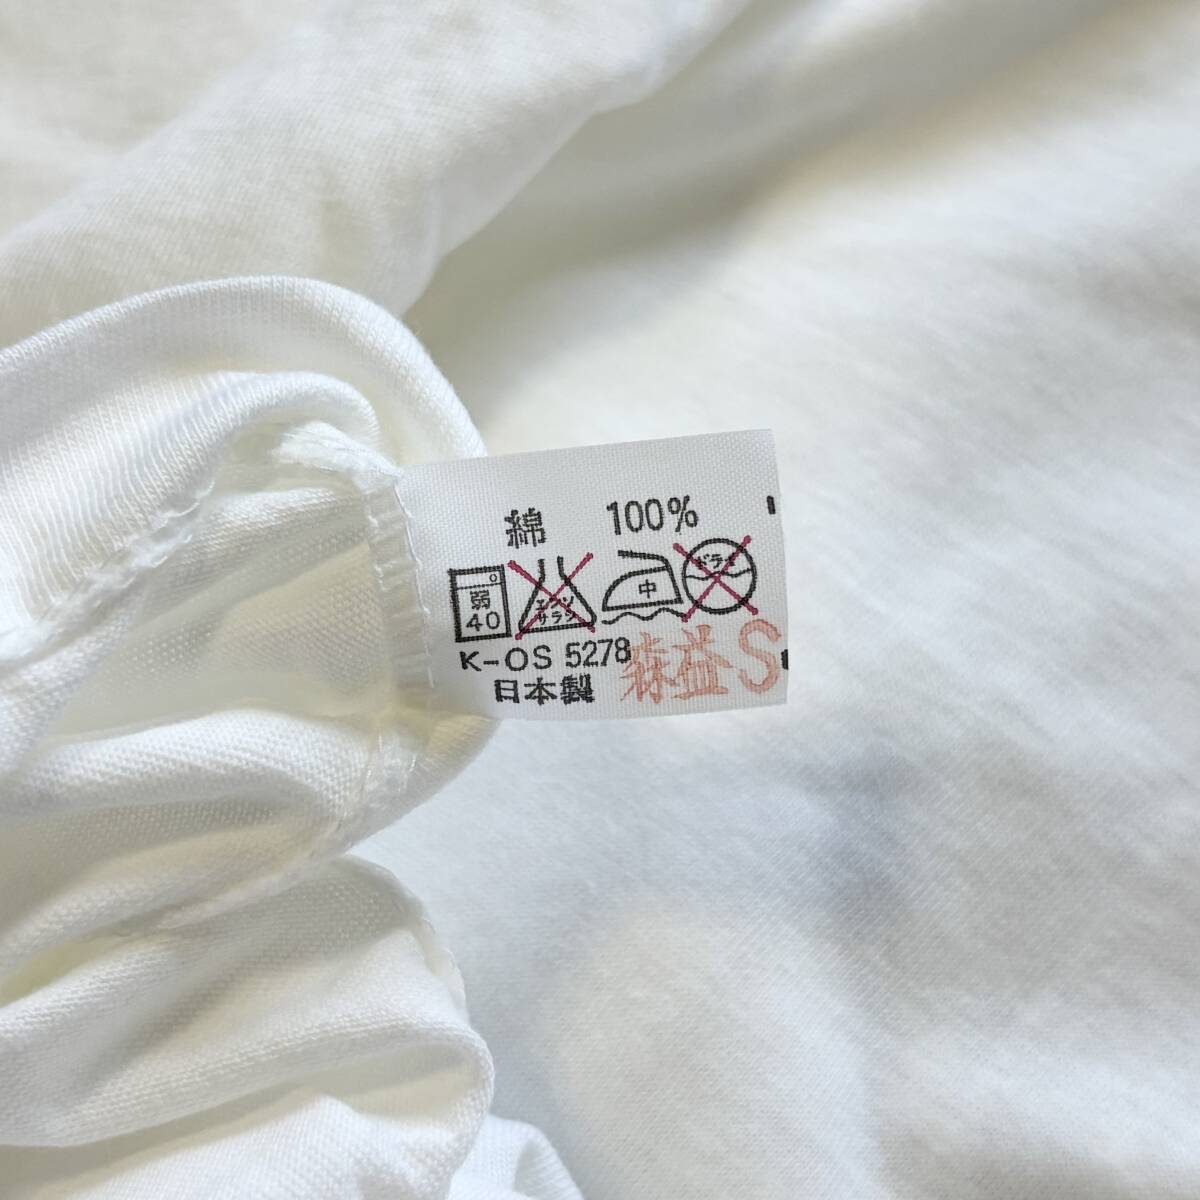 綿 100%
弱 エンソ 中 ドライ
40 サラシ
K-OS 5278
日本製 森益S